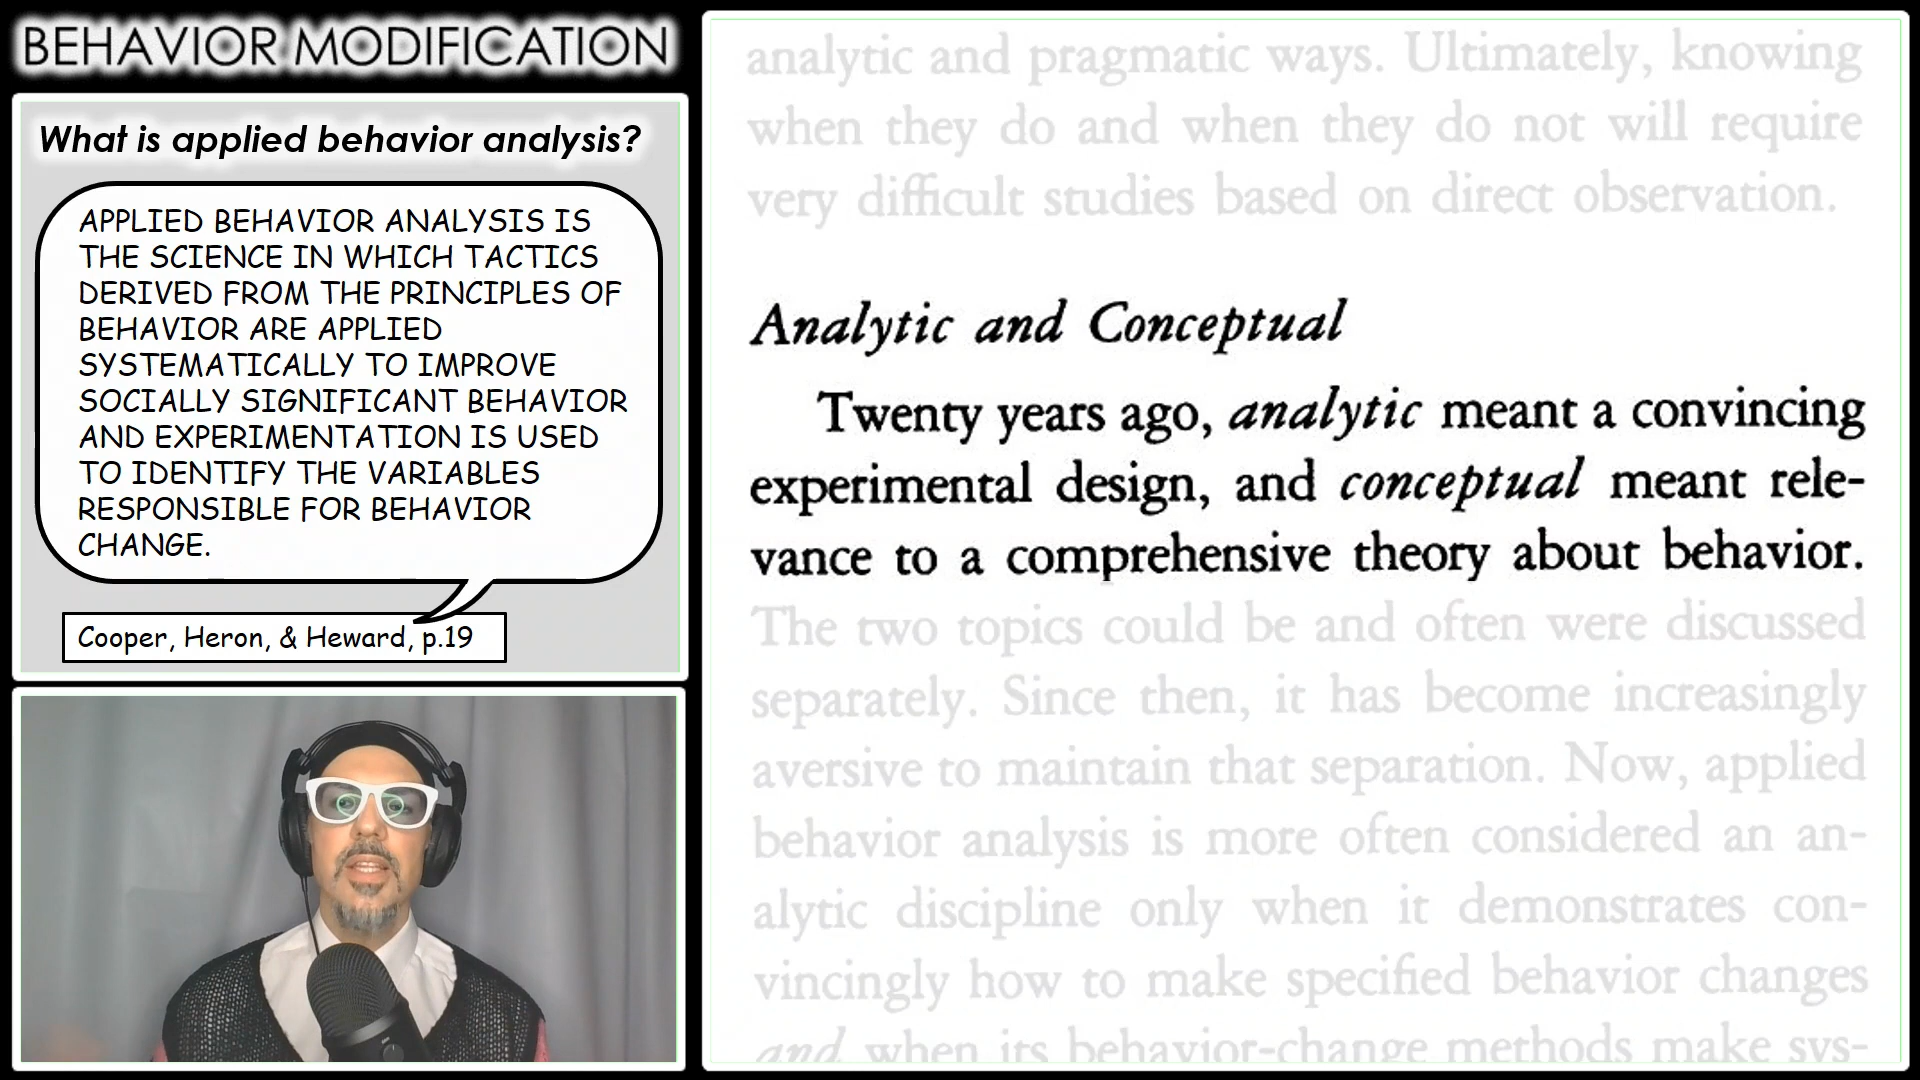 BEHAVIOR MODIFICATION
What is applied behavior analysis?
APPLIED BEHAVIOR ANALYSIS IS
THE SCIENCE IN WHICH TACTICS
DERIVED FROM THE PRINCIPLES OF
BEHAVIOR ARE APPLIED
SYSTEMATICALLY TO IMPROVE
SOCIALLY SIGNIFICANT BEHAVIOR
AND EXPERIMENTATION IS USED
TO IDENTIFY THE VARIABLES
RESPONSIBLE FOR BEHAVIOR
CHANGE.
Cooper, Heron, & Heward, p.19
analytic and pragmatic ways. Ultimately, knowing
when they do and when they do not will require
very difficult studies based on direct observation.
Analytic and Conceptual
Twenty years ago, analytic meant a convincing
experimental design, and conceptual meant rele-
vance to a comprehensive theory about behavior.
The two topics could be and often were discussed
separately. Since then, it has become increasingly
aversive to maintain that separation. Now, applied
behavior analysis is more often considered an an-
alytic discipline only when it demonstrates con-
vincingly how to make specified behavior changes
and when its behavior-change methods make sys-